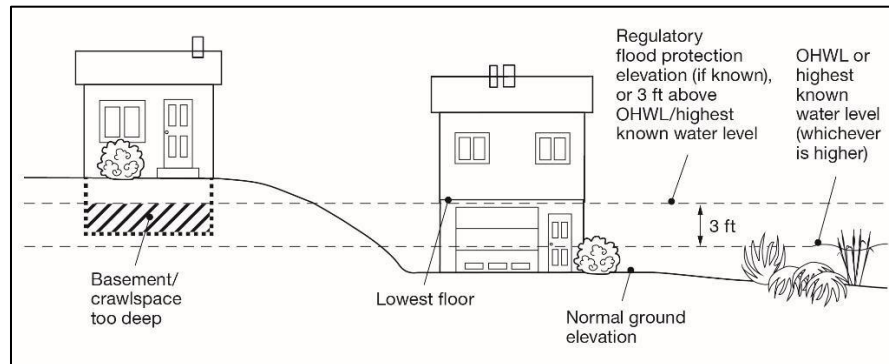 Regulatory
flood protection
elevation (if known),
or 3 ft above
OHWL/highest
known water level
OHWL or
highest
known
water level
(whichever
is higher)
3 ft
Basement/
crawlspace
too deep
Lowest floor
Normal ground
elevation